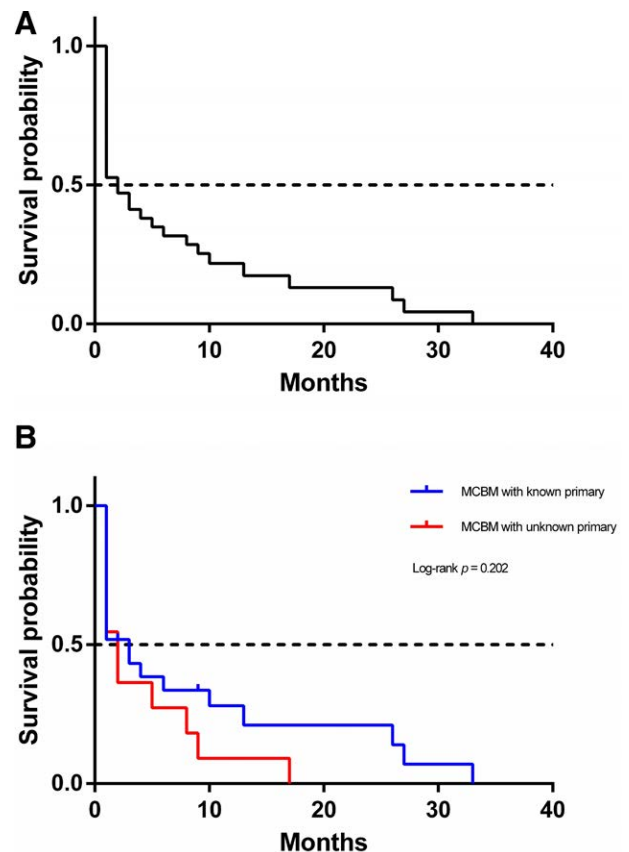 A
Survival probability
1.0
0.5
0.0
0 10 20 30 40
Months
B
Survival probability
1.0
0.5
0.0
MCBM with known primary
MCBM with unknown primary
Log-rank p = 0.202
0 10 20 30 40
Months